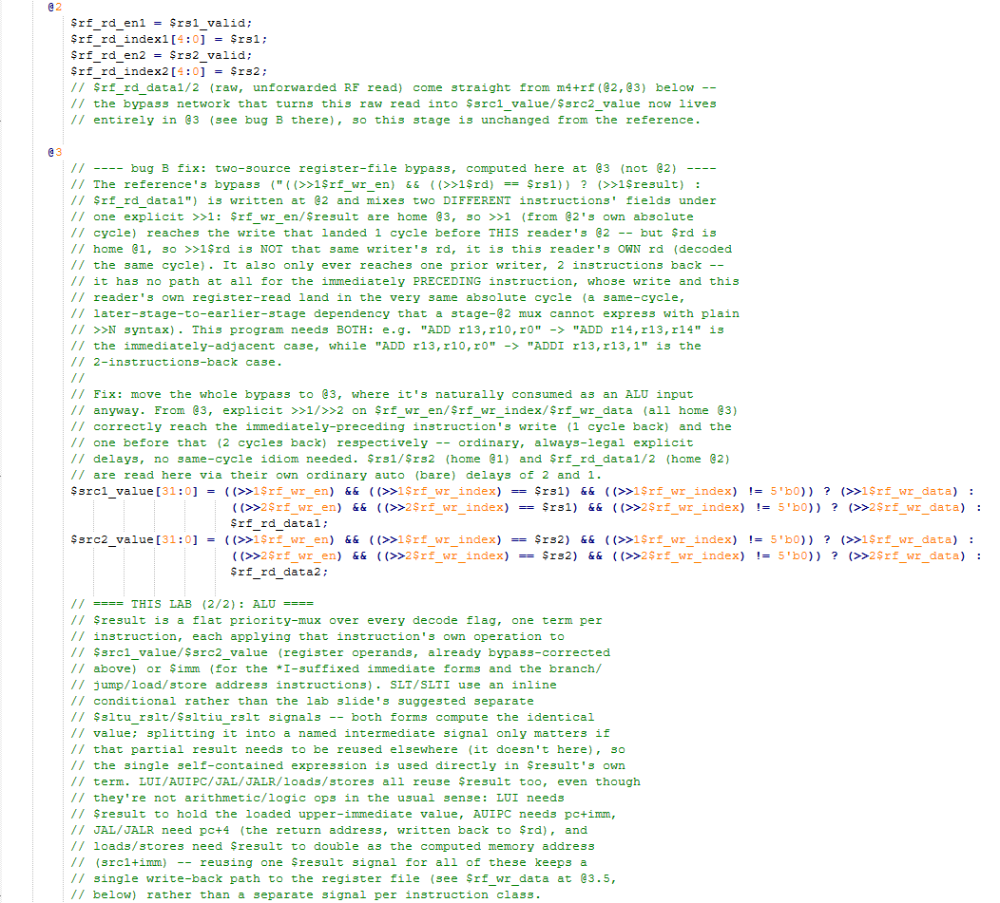 @2
$rf_rd_en1 = $rs1_valid;
$rf_rd_index1[4:0] = $rs1;
$rf_rd_en2 = $rs2_valid;
$rf_rd_index2[4:0] = $rs2;
// $rf_rd_data1/2 (raw, unforwarded RF read) come straight from m4+rf(@2,@3) below --
// the bypass network that turns this raw read into $src1_value/$src2_value now lives
// entirely in @3 (see bug B there), so this stage is unchanged from the reference.
@3
// ---- bug B fix: two-source register-file bypass, computed here at @3 (not @2) ----
// The reference's bypass ("((>>1$rf_wr_en) && ((>>1$rd) == $rs1)) ? (>>1$result) :
// $rf_rd_data1") is written at @2 and mixes two DIFFERENT instructions' fields under
// one explicit >>1: $rf_wr_en/$result are home @3, so >>1 (from @2's own absolute
// cycle) reaches the write that landed 1 cycle before THIS reader's @2 -- but $rd is
// home @1, so >>1$rd is NOT that same writer's rd, it is this reader's OWN rd (decoded
// the same cycle). It also only ever reaches one prior writer, 2 instructions back --
// it has no path at all for the immediately PRECEDING instruction, whose write and this
// reader's own register-read land in the very same absolute cycle (a same-cycle,
// later-stage-to-earlier-stage dependency that a stage-@2 mux cannot express with plain
// >>N syntax). This program needs BOTH: e.g. "ADD r13,r10,r0" -> "ADD r14,r13,r14" is
// the immediately-adjacent case, while "ADD r13,r10,r0" -> "ADDI r13,r13,1" is the
// 2-instructions-back case.
//
// Fix: move the whole bypass to @3, where it's naturally consumed as an ALU input
// anyway. From @3, explicit >>1/>>2 on $rf_wr_en/$rf_wr_index/$rf_wr_data (all home @3)
// correctly reach the immediately-preceding instruction's write (1 cycle back) and the
// one before that (2 cycles back) respectively -- ordinary, always-legal explicit
// delays, no same-cycle idiom needed. $rs1/$rs2 (home @1) and $rf_rd_data1/2 (home @2)
// are read here via their own ordinary auto (bare) delays of 2 and 1.
$src1_value[31:0] = ((>>1$rf_wr_en) && ((>>1$rf_wr_index) == $rs1) && ((>>1$rf_wr_index) != 5'b0)) ? (>>1$rf_wr_data) :
((>>2$rf_wr_en) && ((>>2$rf_wr_index) == $rs1) && ((>>2$rf_wr_index) != 5'b0)) ? (>>2$rf_wr_data) :
$rf_rd_data1;
$src2_value[31:0] = ((>>1$rf_wr_en) && ((>>1$rf_wr_index) == $rs2) && ((>>1$rf_wr_index) != 5'b0)) ? (>>1$rf_wr_data) :
((>>2$rf_wr_en) && ((>>2$rf_wr_index) == $rs2) && ((>>2$rf_wr_index) != 5'b0)) ? (>>2$rf_wr_data) :
$rf_rd_data2;
// ==== THIS LAB (2/2): ALU ====
// $result is a flat priority-mux over every decode flag, one term per
// instruction, each applying that instruction's own operation to
// $src1_value/$src2_value (register operands, already bypass-corrected
// above) or $imm (for the *I-suffixed immediate forms and the branch/
// jump/load/store address instructions). SLT/SLTI use an inline
// conditional rather than the lab slide's suggested separate
// $sltu_rslt/$sltiu_rslt signals -- both forms compute the identical
// value; splitting it into a named intermediate signal only matters if
// that partial result needs to be reused elsewhere (it doesn't here), so
// the single self-contained expression is used directly in $result's own
// term. LUI/AUIPC/JAL/JALR/loads/stores all reuse $result too, even though
// they're not arithmetic/logic ops in the usual sense: LUI needs
// $result to hold the loaded upper-immediate value, AUIPC needs pc+imm,
// JAL/JALR need pc+4 (the return address, written back to $rd), and
// loads/stores need $result to double as the computed memory address
// (src1+imm) -- reusing one $result signal for all of these keeps a
// single write-back path to the register file (see $rf_wr_data at @3.5,
// below) rather than a separate signal per instruction class.